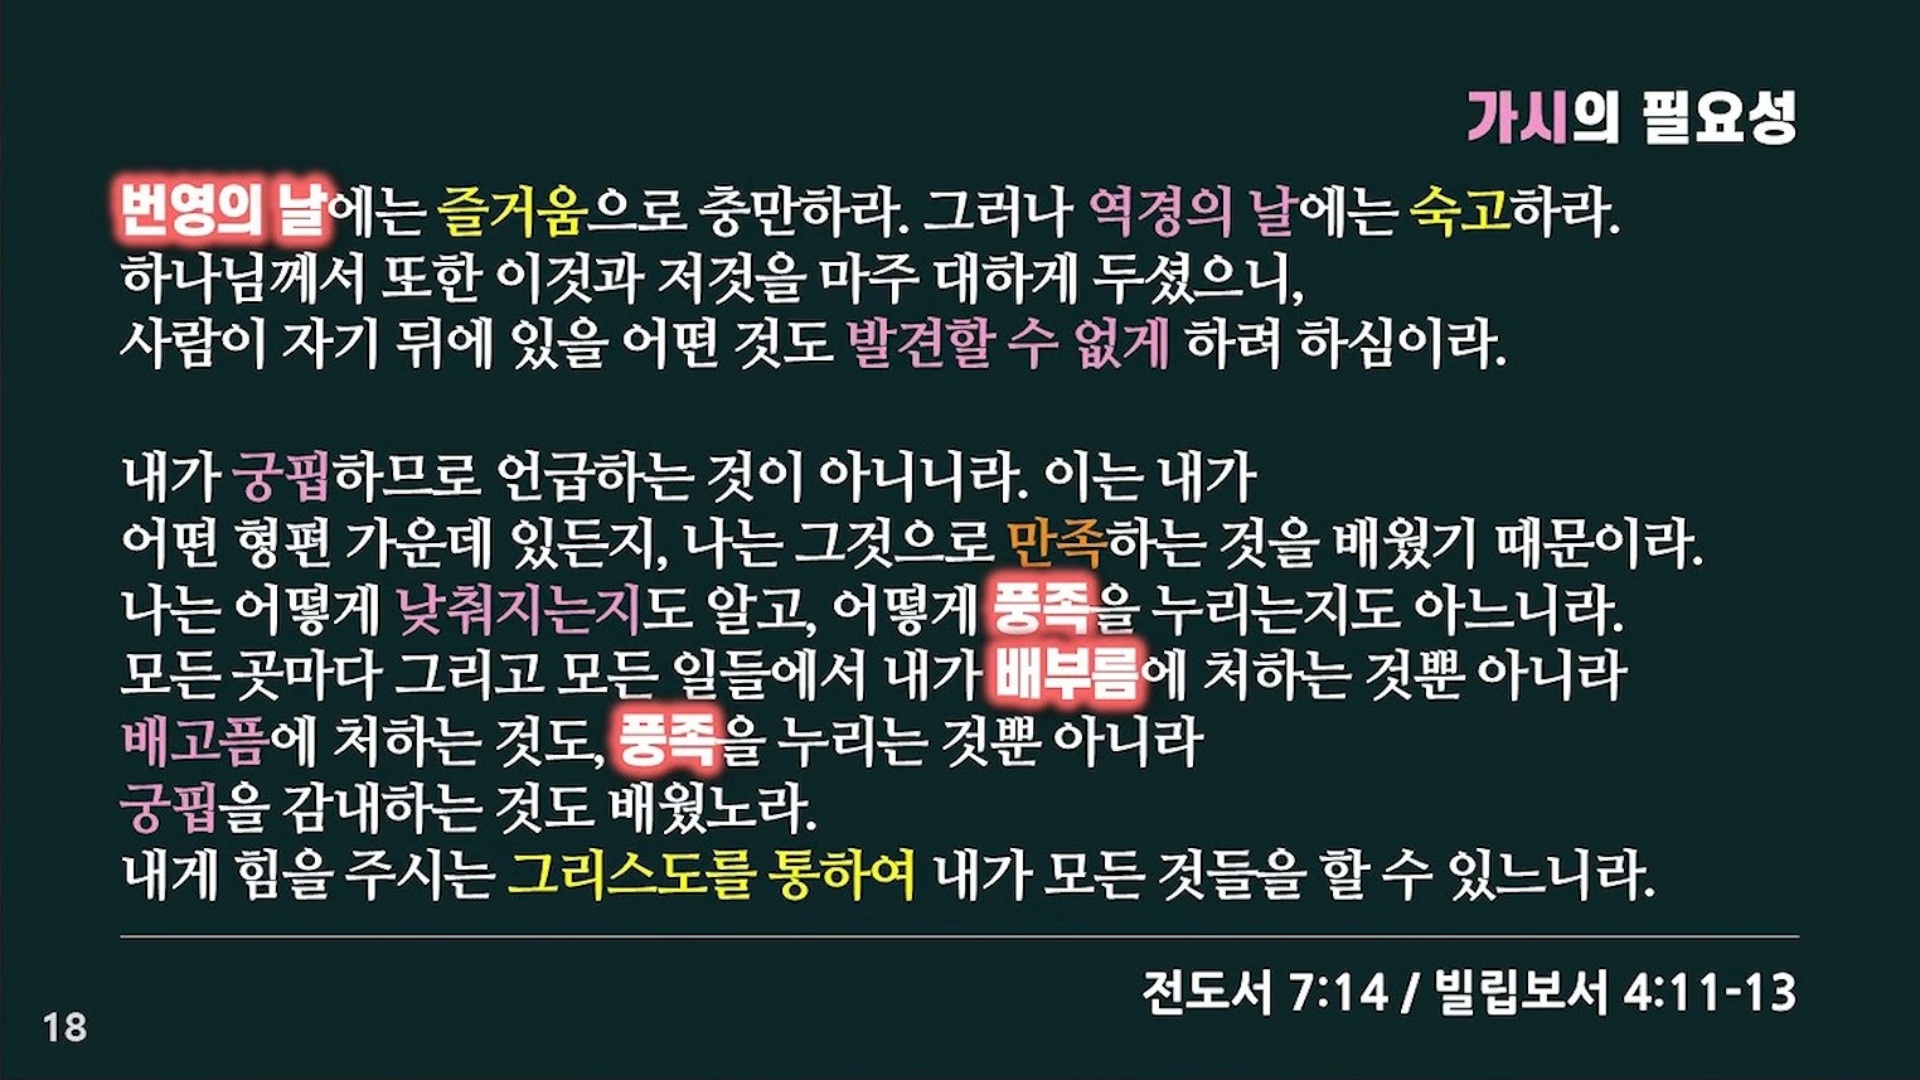 가시의 필요성
번영의 날에는 즐거움으로 충만하라. 그러나 역경의 날에는 숙고하라.
하나님께서 또한 이것과 저것을 마주 대하게 두셨으니,
사람이 자기 뒤에 있을 어떤 것도 발견할 수 없게 하려 하심이라.
내가 궁핍하므로 언급하는 것이 아니니라. 이는 내가
어떤 형편 가운데 있든지, 나는 그것으로 만족하는 것을 배웠기 때문이라.
나는 어떻게 낮춰지는지도 알고, 어떻게 풍족을 누리는지도 아느니라.
모든 곳마다 그리고 모든 일들에서 내가 배부름에 처하는 것뿐 아니라
배고픔에 처하는 것도, 풍족을 누리는 것뿐 아니라
궁핍을 감내하는 것도 배웠노라.
내게 힘을 주시는 그리스도를 통하여 내가 모든 것들을 할 수 있느니라.
전도서 7:14 / 빌립보서 4:11-13
18